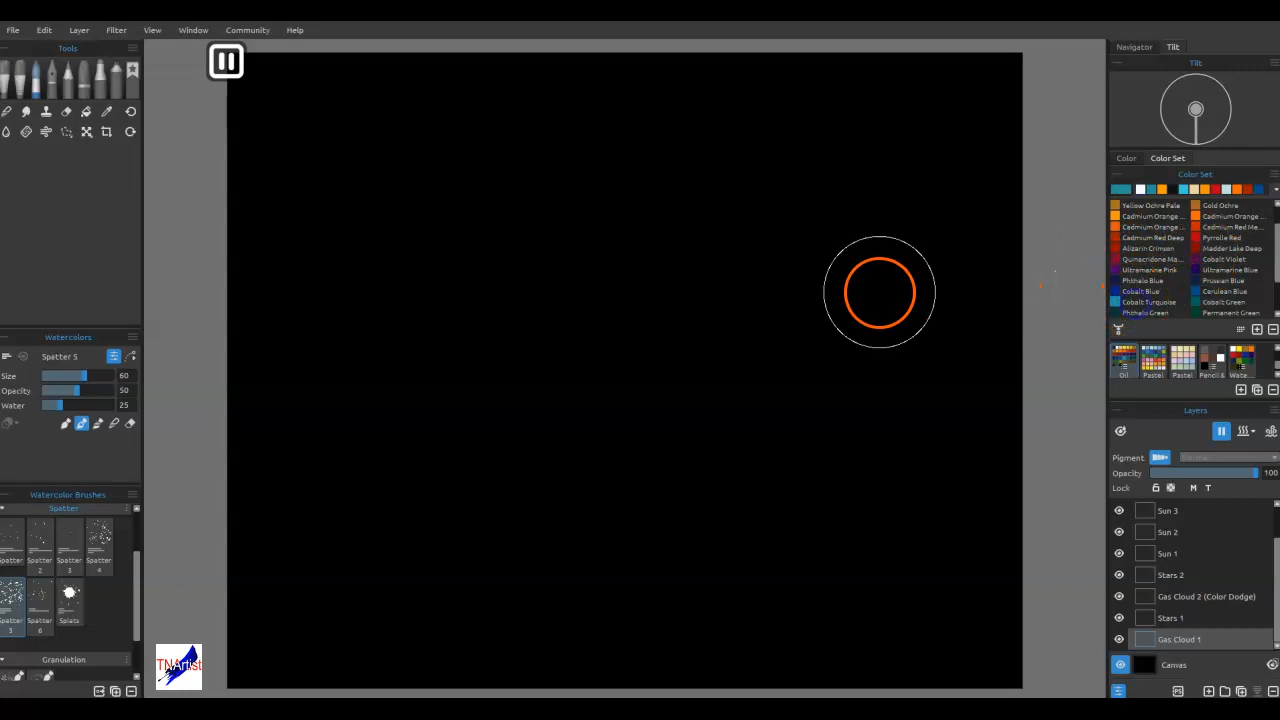 File Edit Layer Filter View Window Community Help
Tools
Navigator Tilt
Tilt
Color Color Set
Color Set
Yellow Ochre Pale Gold Ochre
Cadmium Orange ... Cadmium Orange ...
Cadmium Orange ... Cadmium Red Me...
Cadmium Red Deep Pyrrolle Red
Alizarin Crimson Madder Lake Deep
Quinacridone Ma... Cobalt Violet
Ultramarine Pink Ultramarine Blue
Phthalo Blue Prussian Blue
Cobalt Blue Cerulean Blue
Cobalt Turquoise Cobalt Green
Phthalo Green Permanent Green
Oil Pastel Pastel Pencil & Wate...
Watercolors
Spatter 5
Size 60
Opacity 50
Water 25
Layers
Pigment Normal
Opacity 100
Lock M T
Sun 3
Sun 2
Sun 1
Stars 2
Gas Cloud 2 (Color Dodge)
Stars 1
Gas Cloud 1
Canvas
PS
Watercolor Brushes
Spatter
Spatter Spatter Spatter Spatter
2 3 4
Spatter Spatter Splats
5 6
Granulation
TNArtist